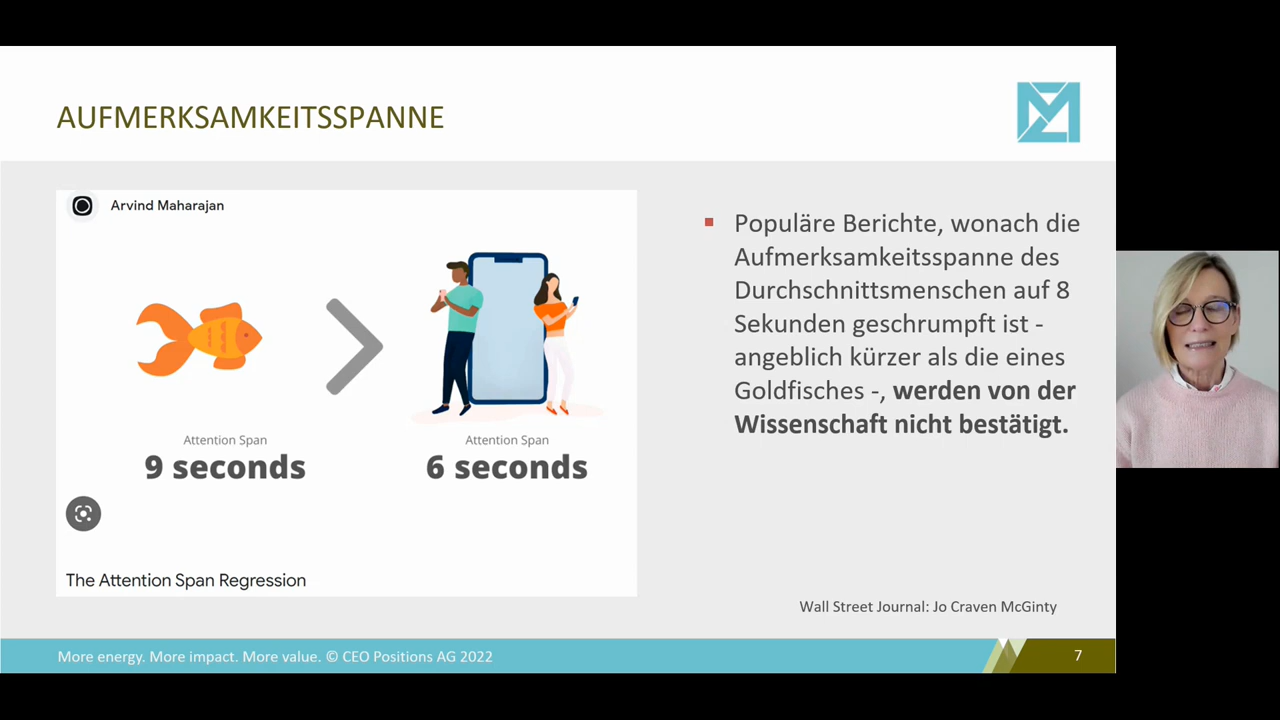 AUFMERKSAMKEITSSPANNE
Arvind Maharajan
Attention Span
9 seconds
Attention Span
6 seconds
The Attention Span Regression
▪ Populäre Berichte, wonach die
Aufmerksamkeitsspanne des
Durchschnittsmenschen auf 8
Sekunden geschrumpft ist -
angeblich kürzer als die eines
Goldfisches -, werden von der
Wissenschaft nicht bestätigt.
Wall Street Journal: Jo Craven McGinty
More energy. More impact. More value. © CEO Positions AG 2022
7